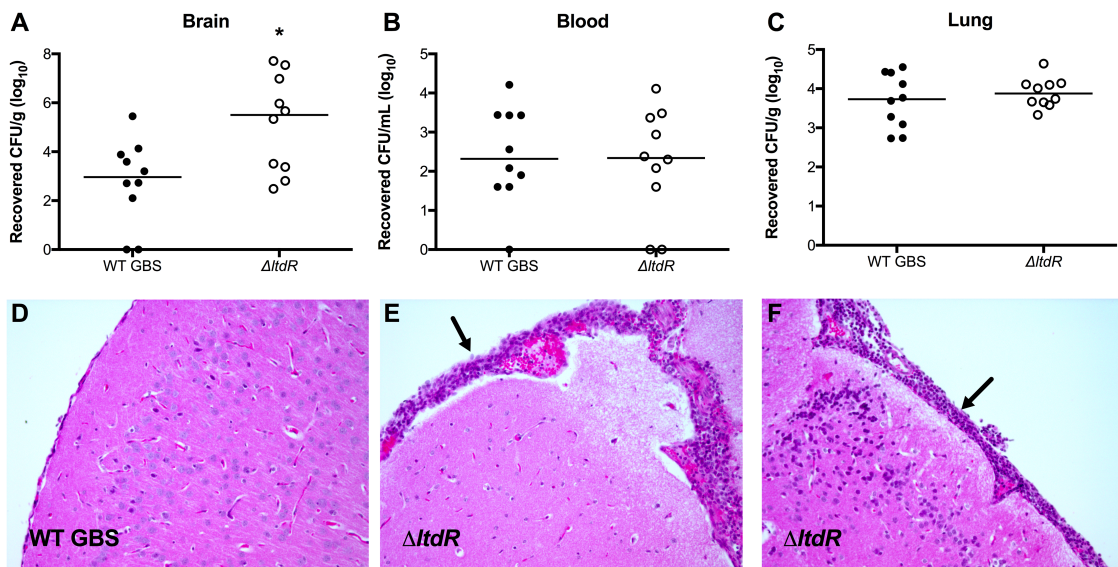 A
Brain
*
Recovered CFU/g (log10)
8
6
4
2
0
WT GBS
ΔltdR
B
Blood
Recovered CFU/mL (log10)
5
4
3
2
1
0
WT GBS
ΔltdR
C
Lung
Recovered CFU/g (log10)
5
4
3
2
1
0
WT GBS
ΔltdR
D
WT GBS
E
ΔltdR
F
ΔltdR